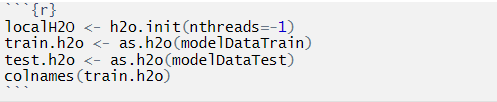 ```{r}
localH2O <- h2o.init(nthreads=-1)
train.h2o <- as.h2o(modelDataTrain)
test.h2o <- as.h2o(modelDataTest)
colnames(train.h2o)
```